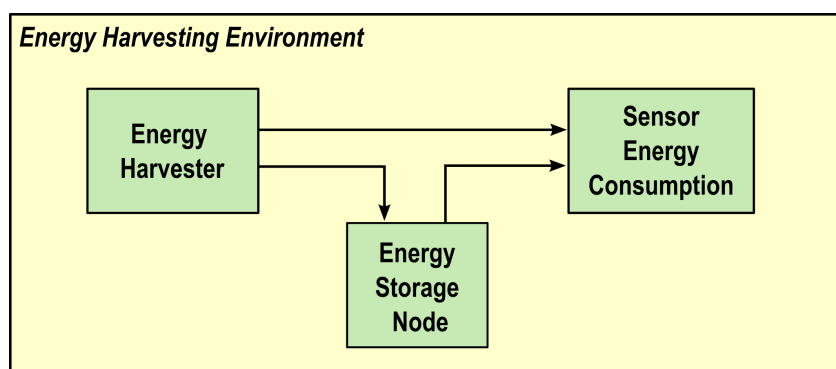 Energy Harvesting Environment
Energy
Harvester
Sensor
Energy
Consumption
Energy
Storage
Node